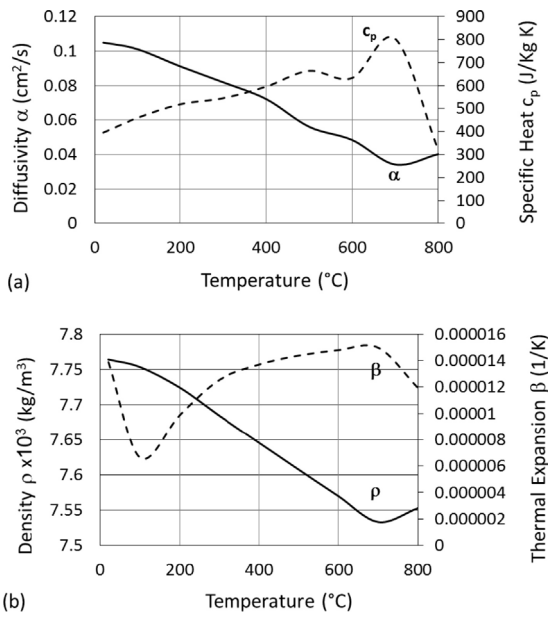 0.12
0.1
0.08
0.06
0.04
0.02
0
900
800
700
600
500
400
300
200
100
0
0 200 400 600 800
Diffusivity α (cm²/s)
Specific Heat cₚ (J/Kg K)
cₚ
α
Temperature (°C)
(a)
7.8
7.75
7.7
7.65
7.6
7.55
7.5
0.000016
0.000014
0.000012
0.00001
0.000008
0.000006
0.000004
0.000002
0
0 200 400 600 800
Density ρ x10³ (kg/m³)
Thermal Expansion β (1/K)
β
ρ
Temperature (°C)
(b)